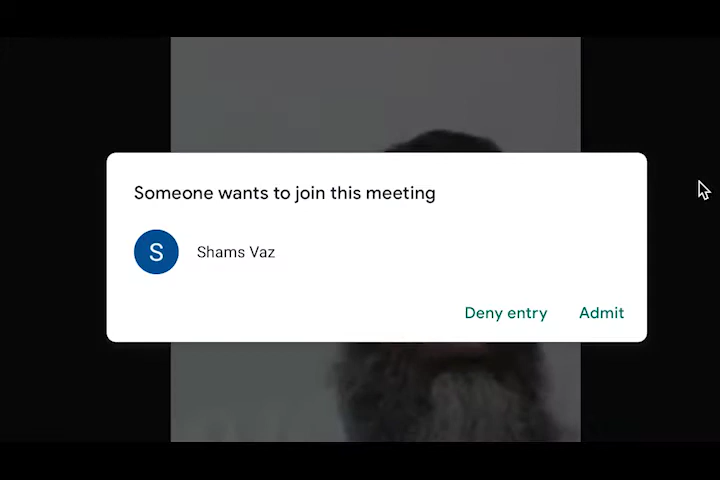 Someone wants to join this meeting
S
Shams Vaz
Deny entry
Admit